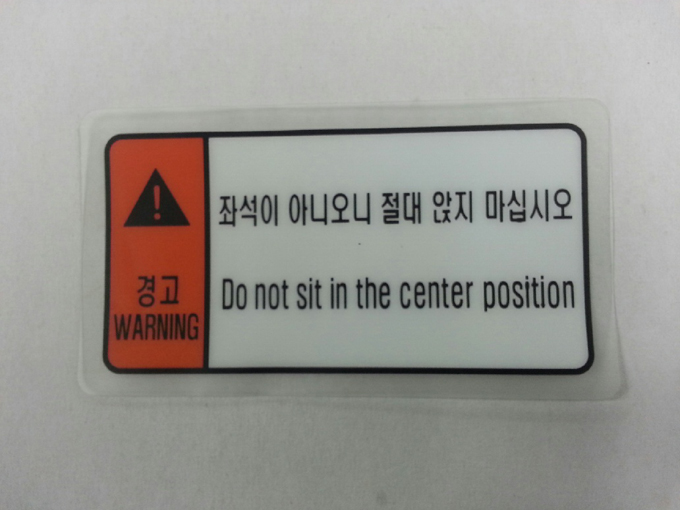 경고
WARNING
좌석이 아니오니 절대 앉지 마십시오
Do not sit in the center position